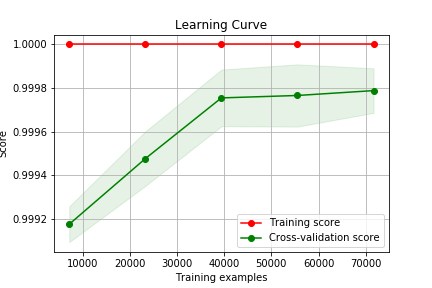 Learning Curve
1.0000
0.9998
0.9996
0.9994
0.9992
Score
10000 20000 30000 40000 50000 60000 70000
Training examples
Training score
Cross-validation score